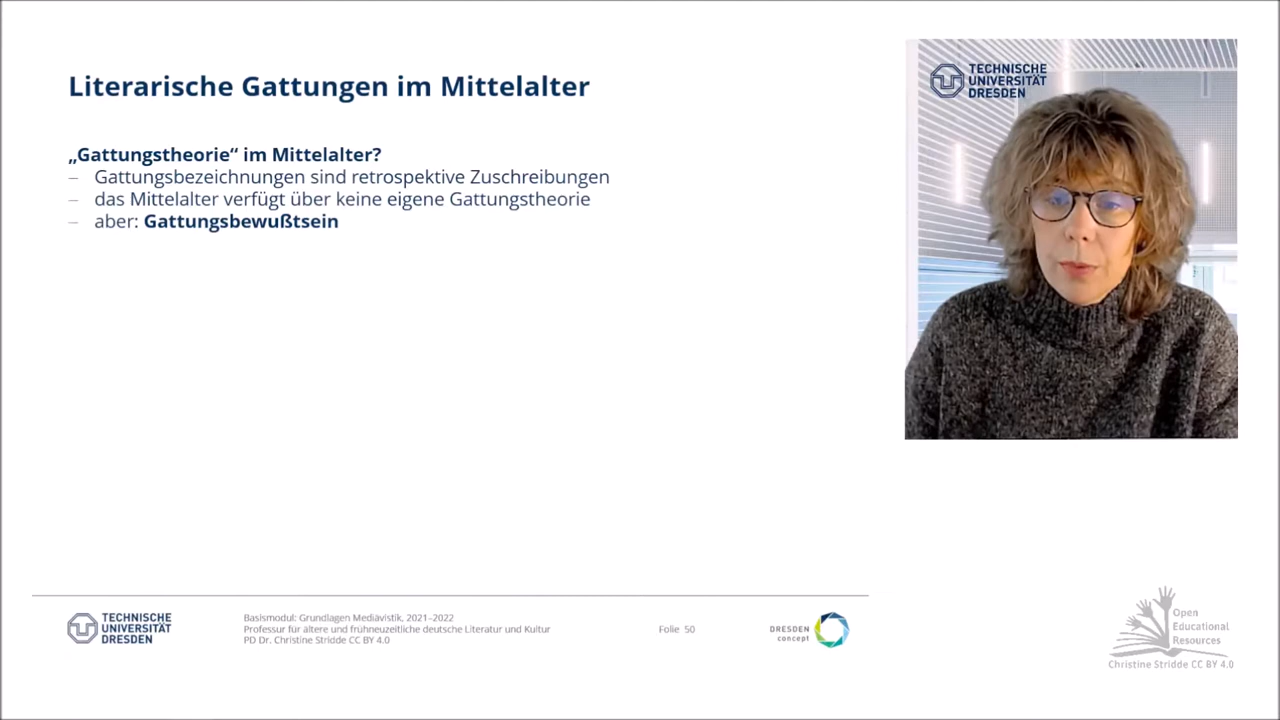 Literarische Gattungen im Mittelalter
„Gattungstheorie“ im Mittelalter?
– Gattungsbezeichnungen sind retrospektive Zuschreibungen
– das Mittelalter verfügt über keine eigene Gattungstheorie
– aber: Gattungsbewußtsein
TECHNISCHE
UNIVERSITÄT
DRESDEN
TECHNISCHE
UNIVERSITÄT
DRESDEN
Basismodul: Grundlagen Mediävistik, 2021–2022
Professur für ältere und frühneuzeitliche deutsche Literatur und Kultur
PD Dr. Christine Stridde CC BY 4.0
Folie 50
DRESDEN
concept
Open
Educational
Resources
Christine Stridde CC BY 4.0